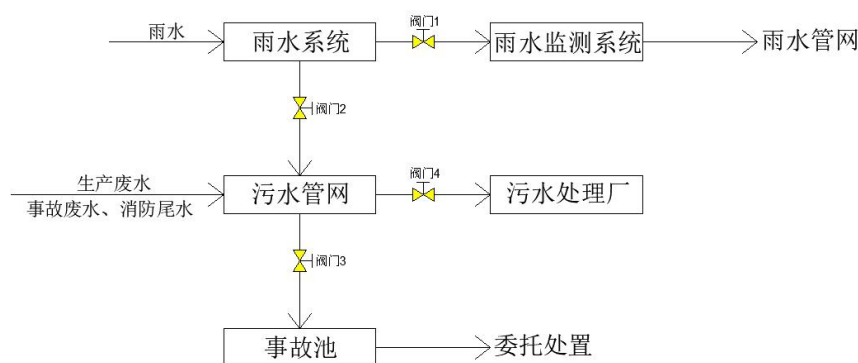 阀门1
雨水
雨水系统
雨水监测系统
雨水管网
阀门2
生产废水
事故废水、消防尾水
污水管网
阀门4
污水处理厂
阀门3
事故池
委托处置